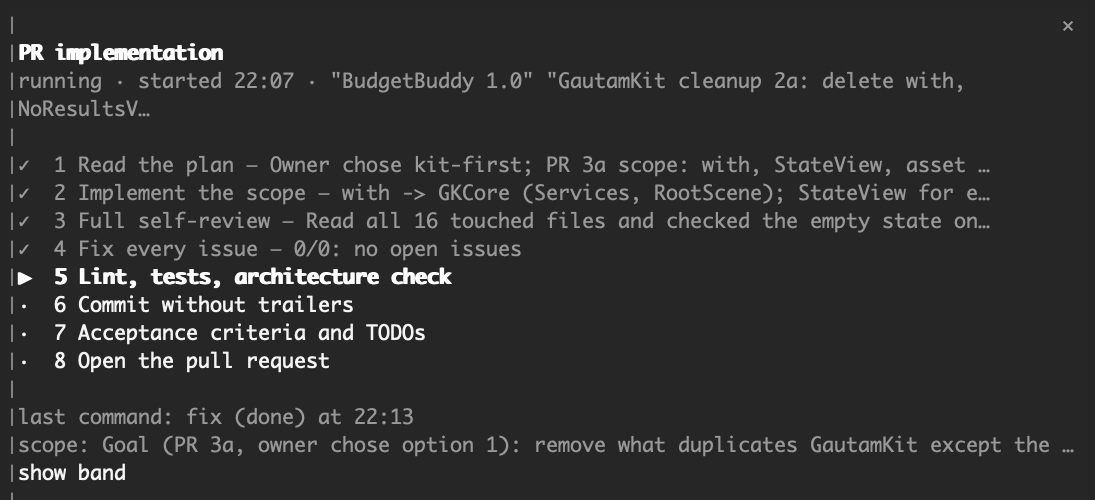 ×
PR implementation
running · started 22:07 · "BudgetBuddy 1.0" "GautamKit cleanup 2a: delete with,
NoResultsV…
✓ 1 Read the plan — Owner chose kit-first; PR 3a scope: with, StateView, asset …
✓ 2 Implement the scope — with -> GKCore (Services, RootScene); StateView for e…
✓ 3 Full self-review — Read all 16 touched files and checked the empty state on…
✓ 4 Fix every issue — 0/0: no open issues
▶ 5 Lint, tests, architecture check
· 6 Commit without trailers
· 7 Acceptance criteria and TODOs
· 8 Open the pull request
last command: fix (done) at 22:13
scope: Goal (PR 3a, owner chose option 1): remove what duplicates GautamKit except the …
show band